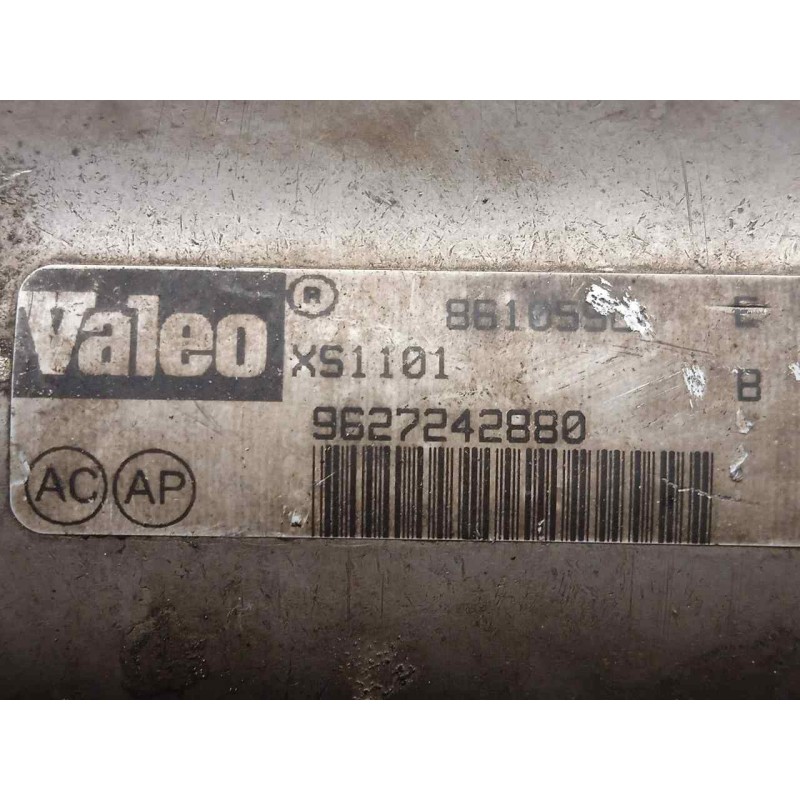 Valeo ® E
XS1101 B
9627242880
AC AP